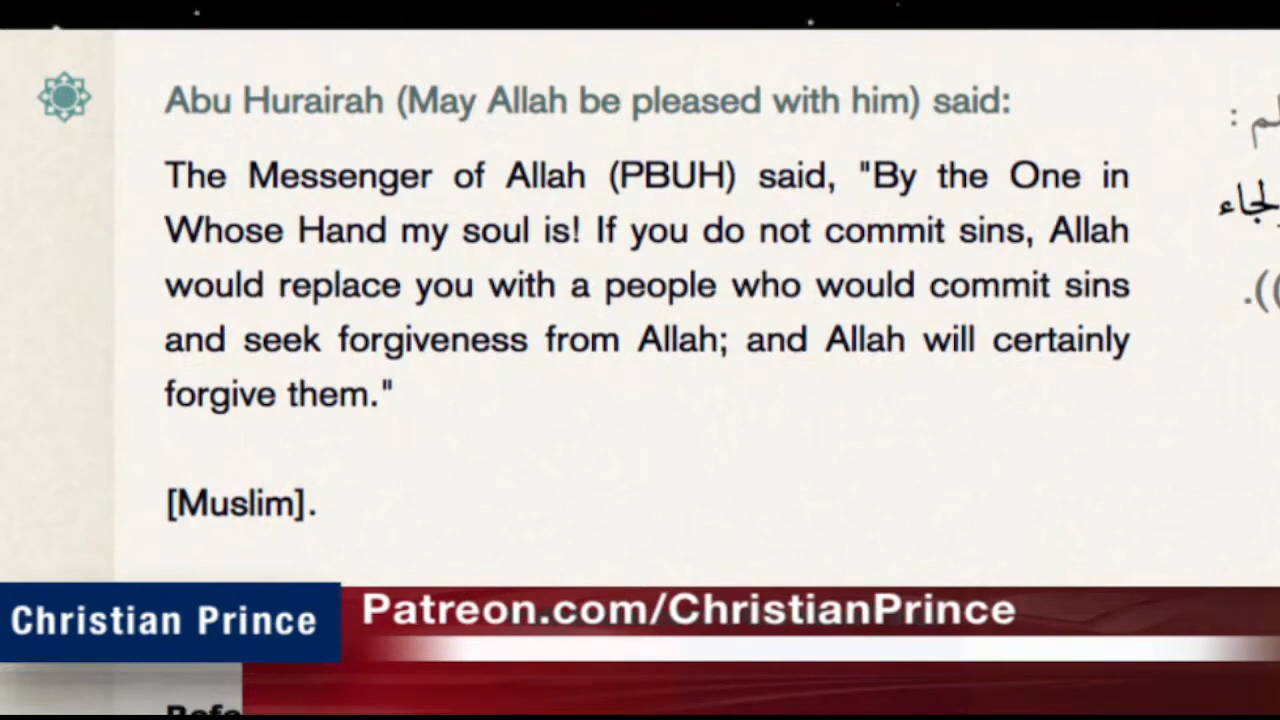 Abu Hurairah (May Allah be pleased with him) said:
The Messenger of Allah (PBUH) said, "By the One in
Whose Hand my soul is! If you do not commit sins, Allah
would replace you with a people who would commit sins
and seek forgiveness from Allah; and Allah will certainly
forgive them."
[Muslim].
لجاء
.((
Christian Prince
Patreon.com/ChristianPrince